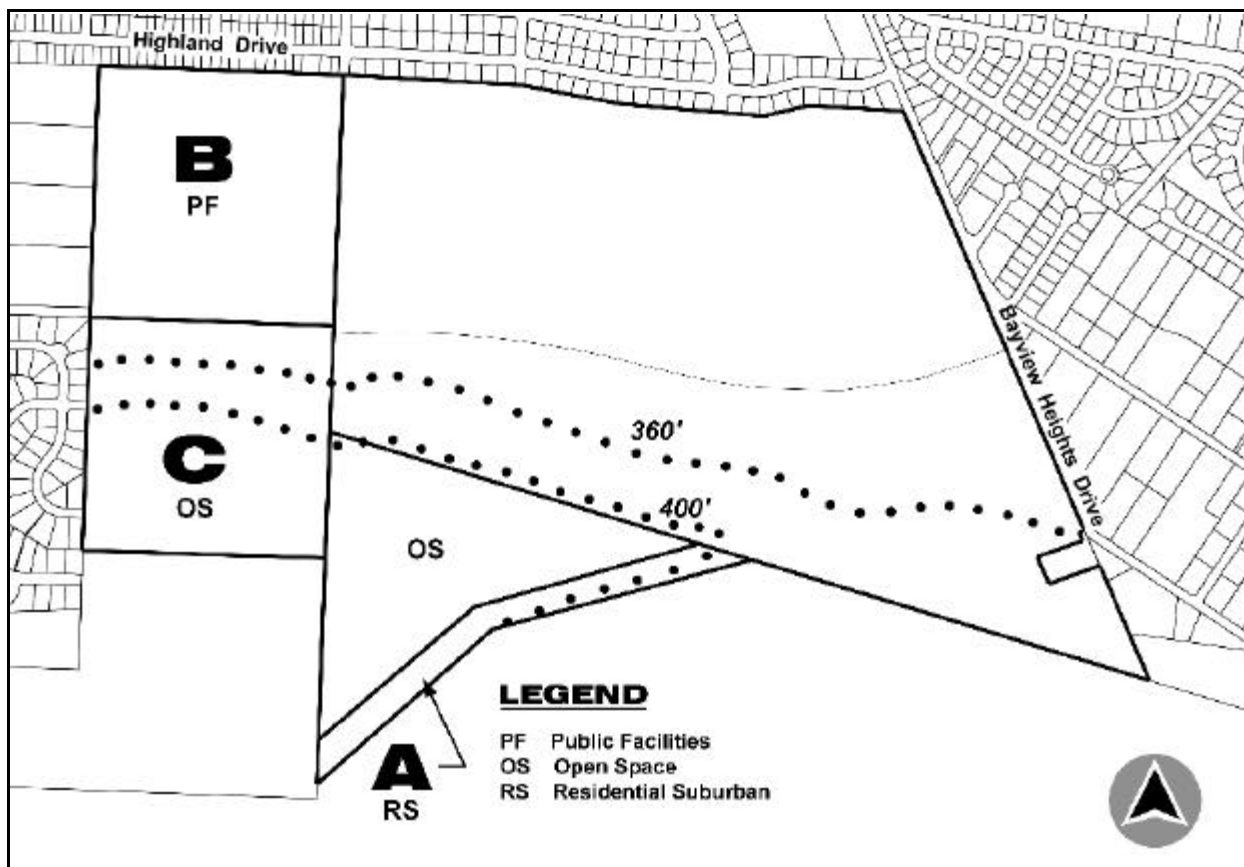 Highland Drive
B
PF
Bayview Heights Drive
360'
C
OS
400'
OS
LEGEND
PF Public Facilities
OS Open Space
RS Residential Suburban
A
RS